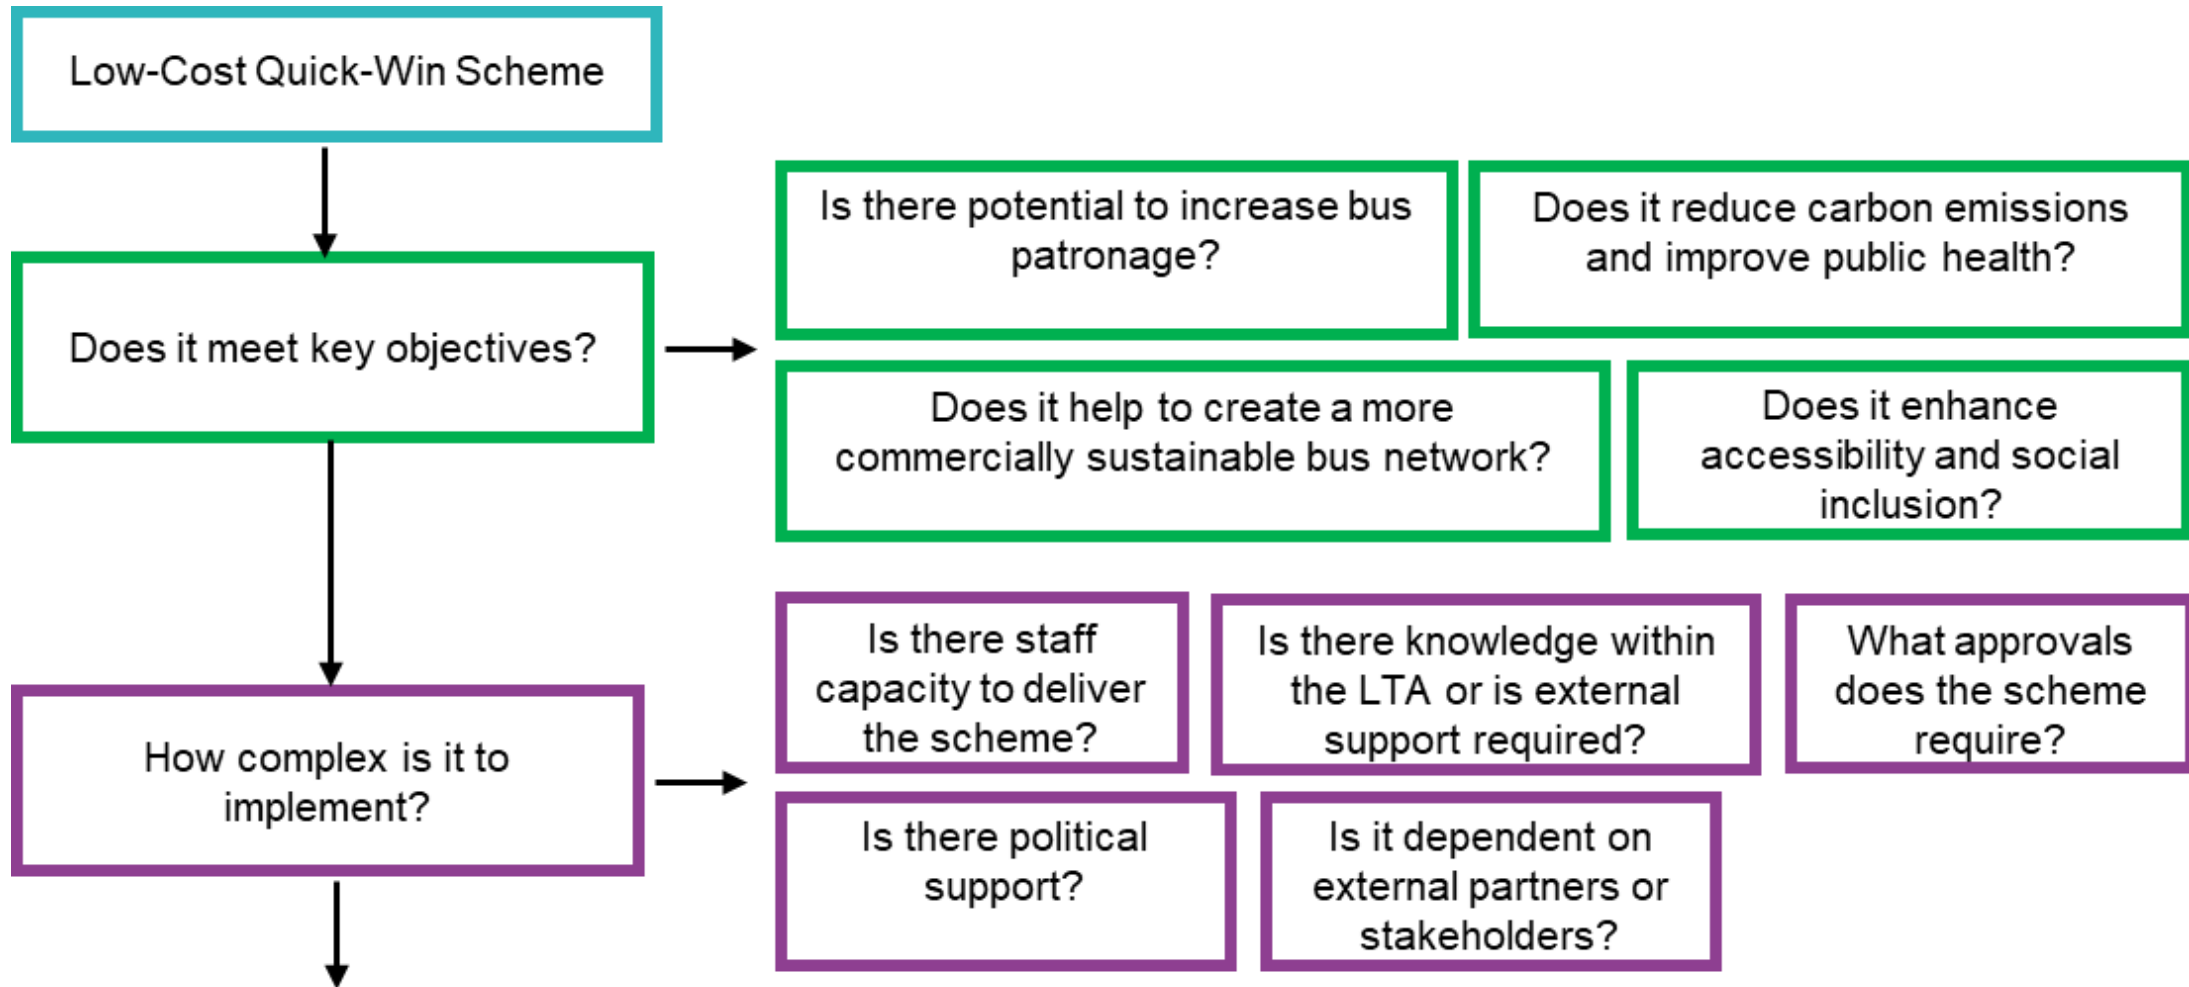 Low-Cost Quick-Win Scheme
Does it meet key objectives?
Is there potential to increase bus
patronage?
Does it reduce carbon emissions
and improve public health?
Does it help to create a more
commercially sustainable bus network?
Does it enhance
accessibility and social
inclusion?
How complex is it to
implement?
Is there staff
capacity to deliver
the scheme?
Is there knowledge within
the LTA or is external
support required?
What approvals
does the scheme
require?
Is there political
support?
Is it dependent on
external partners or
stakeholders?